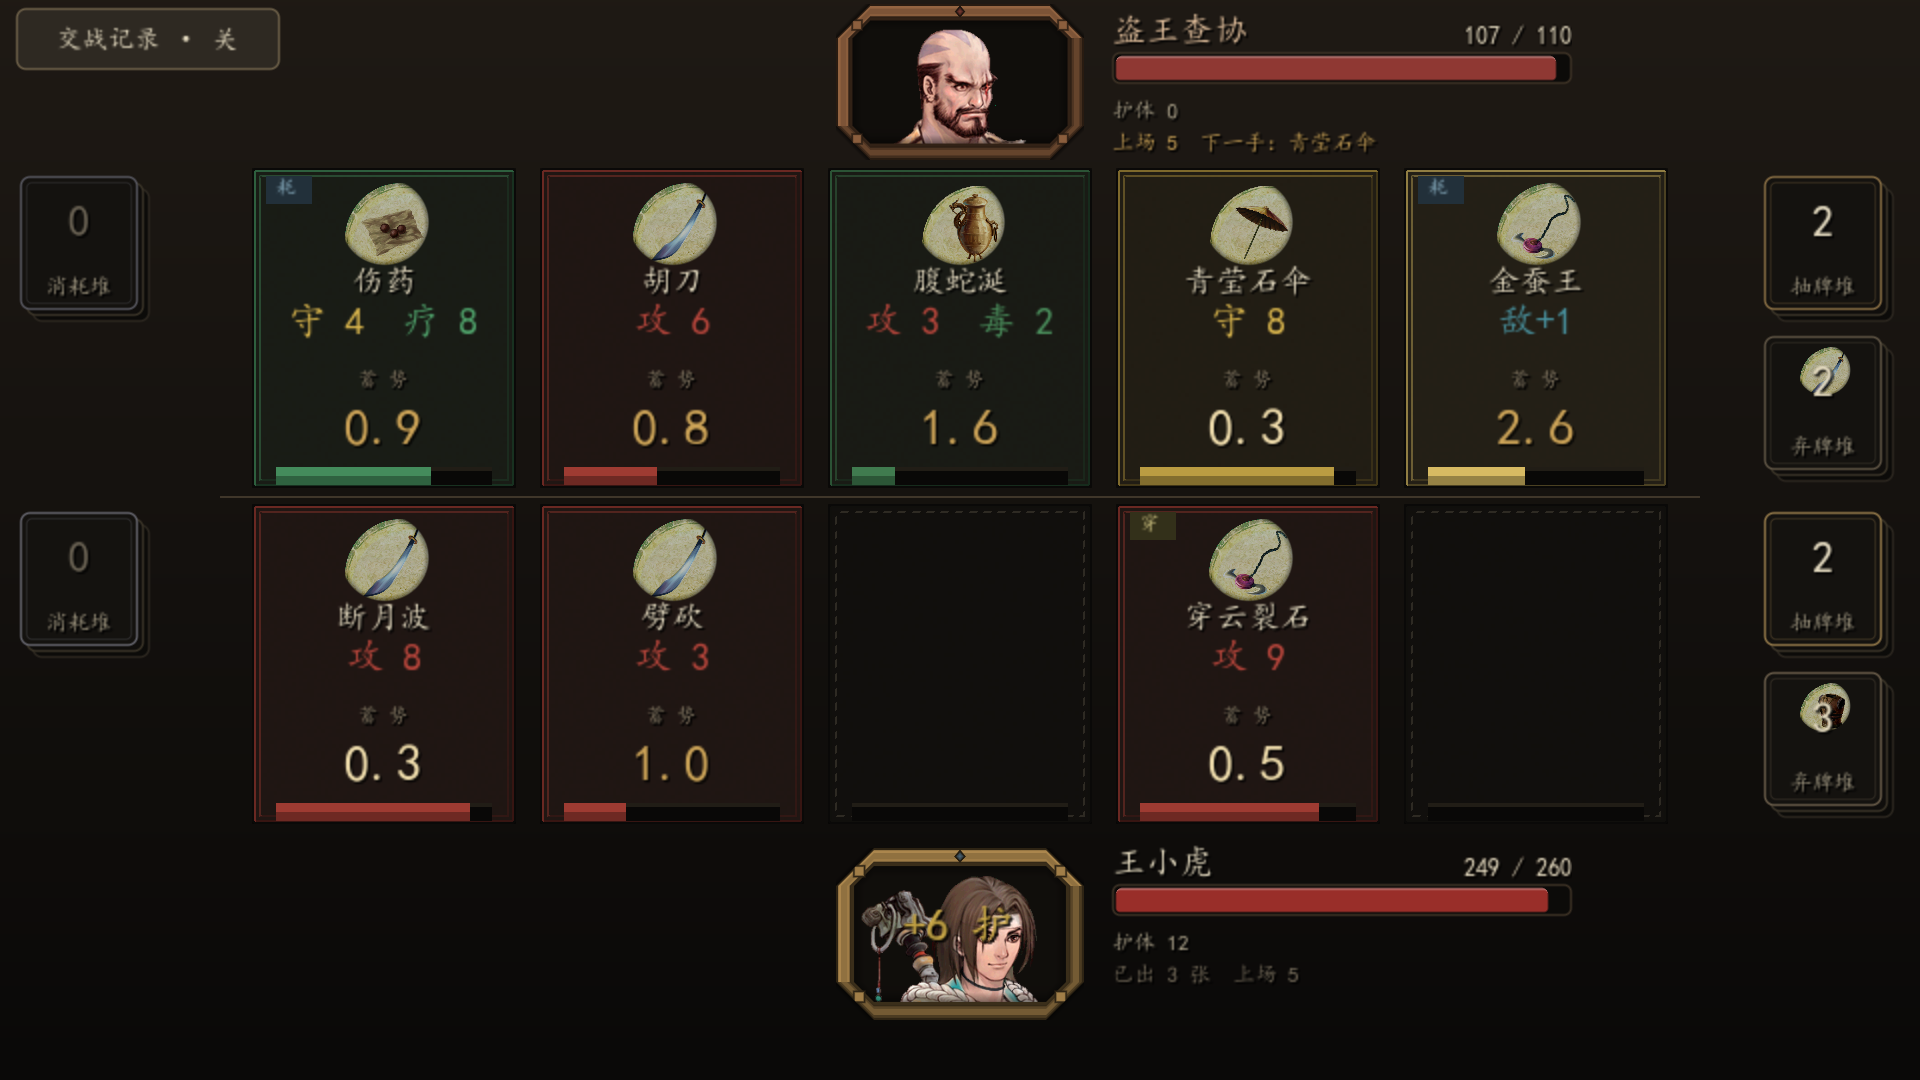 交战记录 · 关
盗王查协
107 / 110
护体 0
上场 5 下一手: 青莹石伞
0
消耗堆
耗
伤药
守 4 疗 8
蓄势
0.9
胡刀
攻 6
蓄势
0.8
腹蛇涎
攻 3 毒 2
蓄势
1.6
青莹石伞
守 8
蓄势
0.3
耗
金蚕王
敌+1
蓄势
2.6
2
抽牌堆
2
弃牌堆
0
消耗堆
断月波
攻 8
蓄势
0.3
劈砍
攻 3
蓄势
1.0
穿
穿云裂石
攻 9
蓄势
0.5
2
抽牌堆
3
弃牌堆
+6 护
王小虎
249 / 260
护体 12
已出 3 张 上场 5